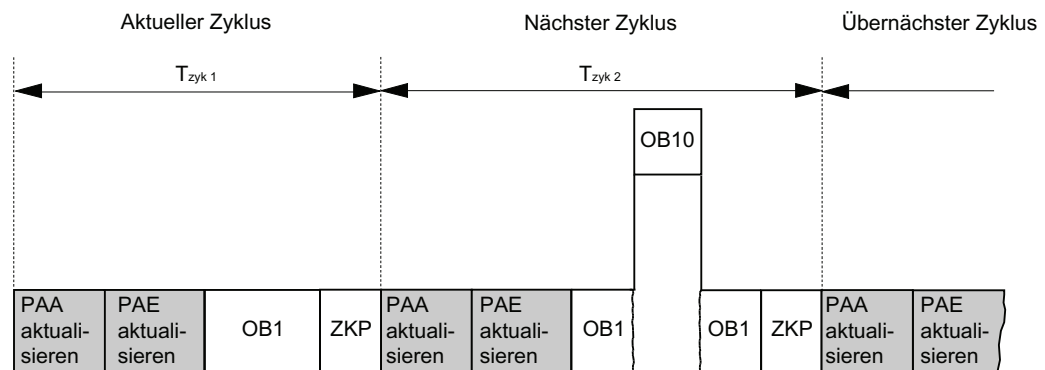 Aktueller Zyklus
Nächster Zyklus
Übernächster Zyklus
Tzyk 1
Tzyk 2
OB10
PAA
aktuali-
sieren
PAE
aktuali-
sieren
OB1
ZKP
PAA
aktuali-
sieren
PAE
aktuali-
sieren
OB1
OB1
ZKP
PAA
aktuali-
sieren
PAE
aktuali-
sieren